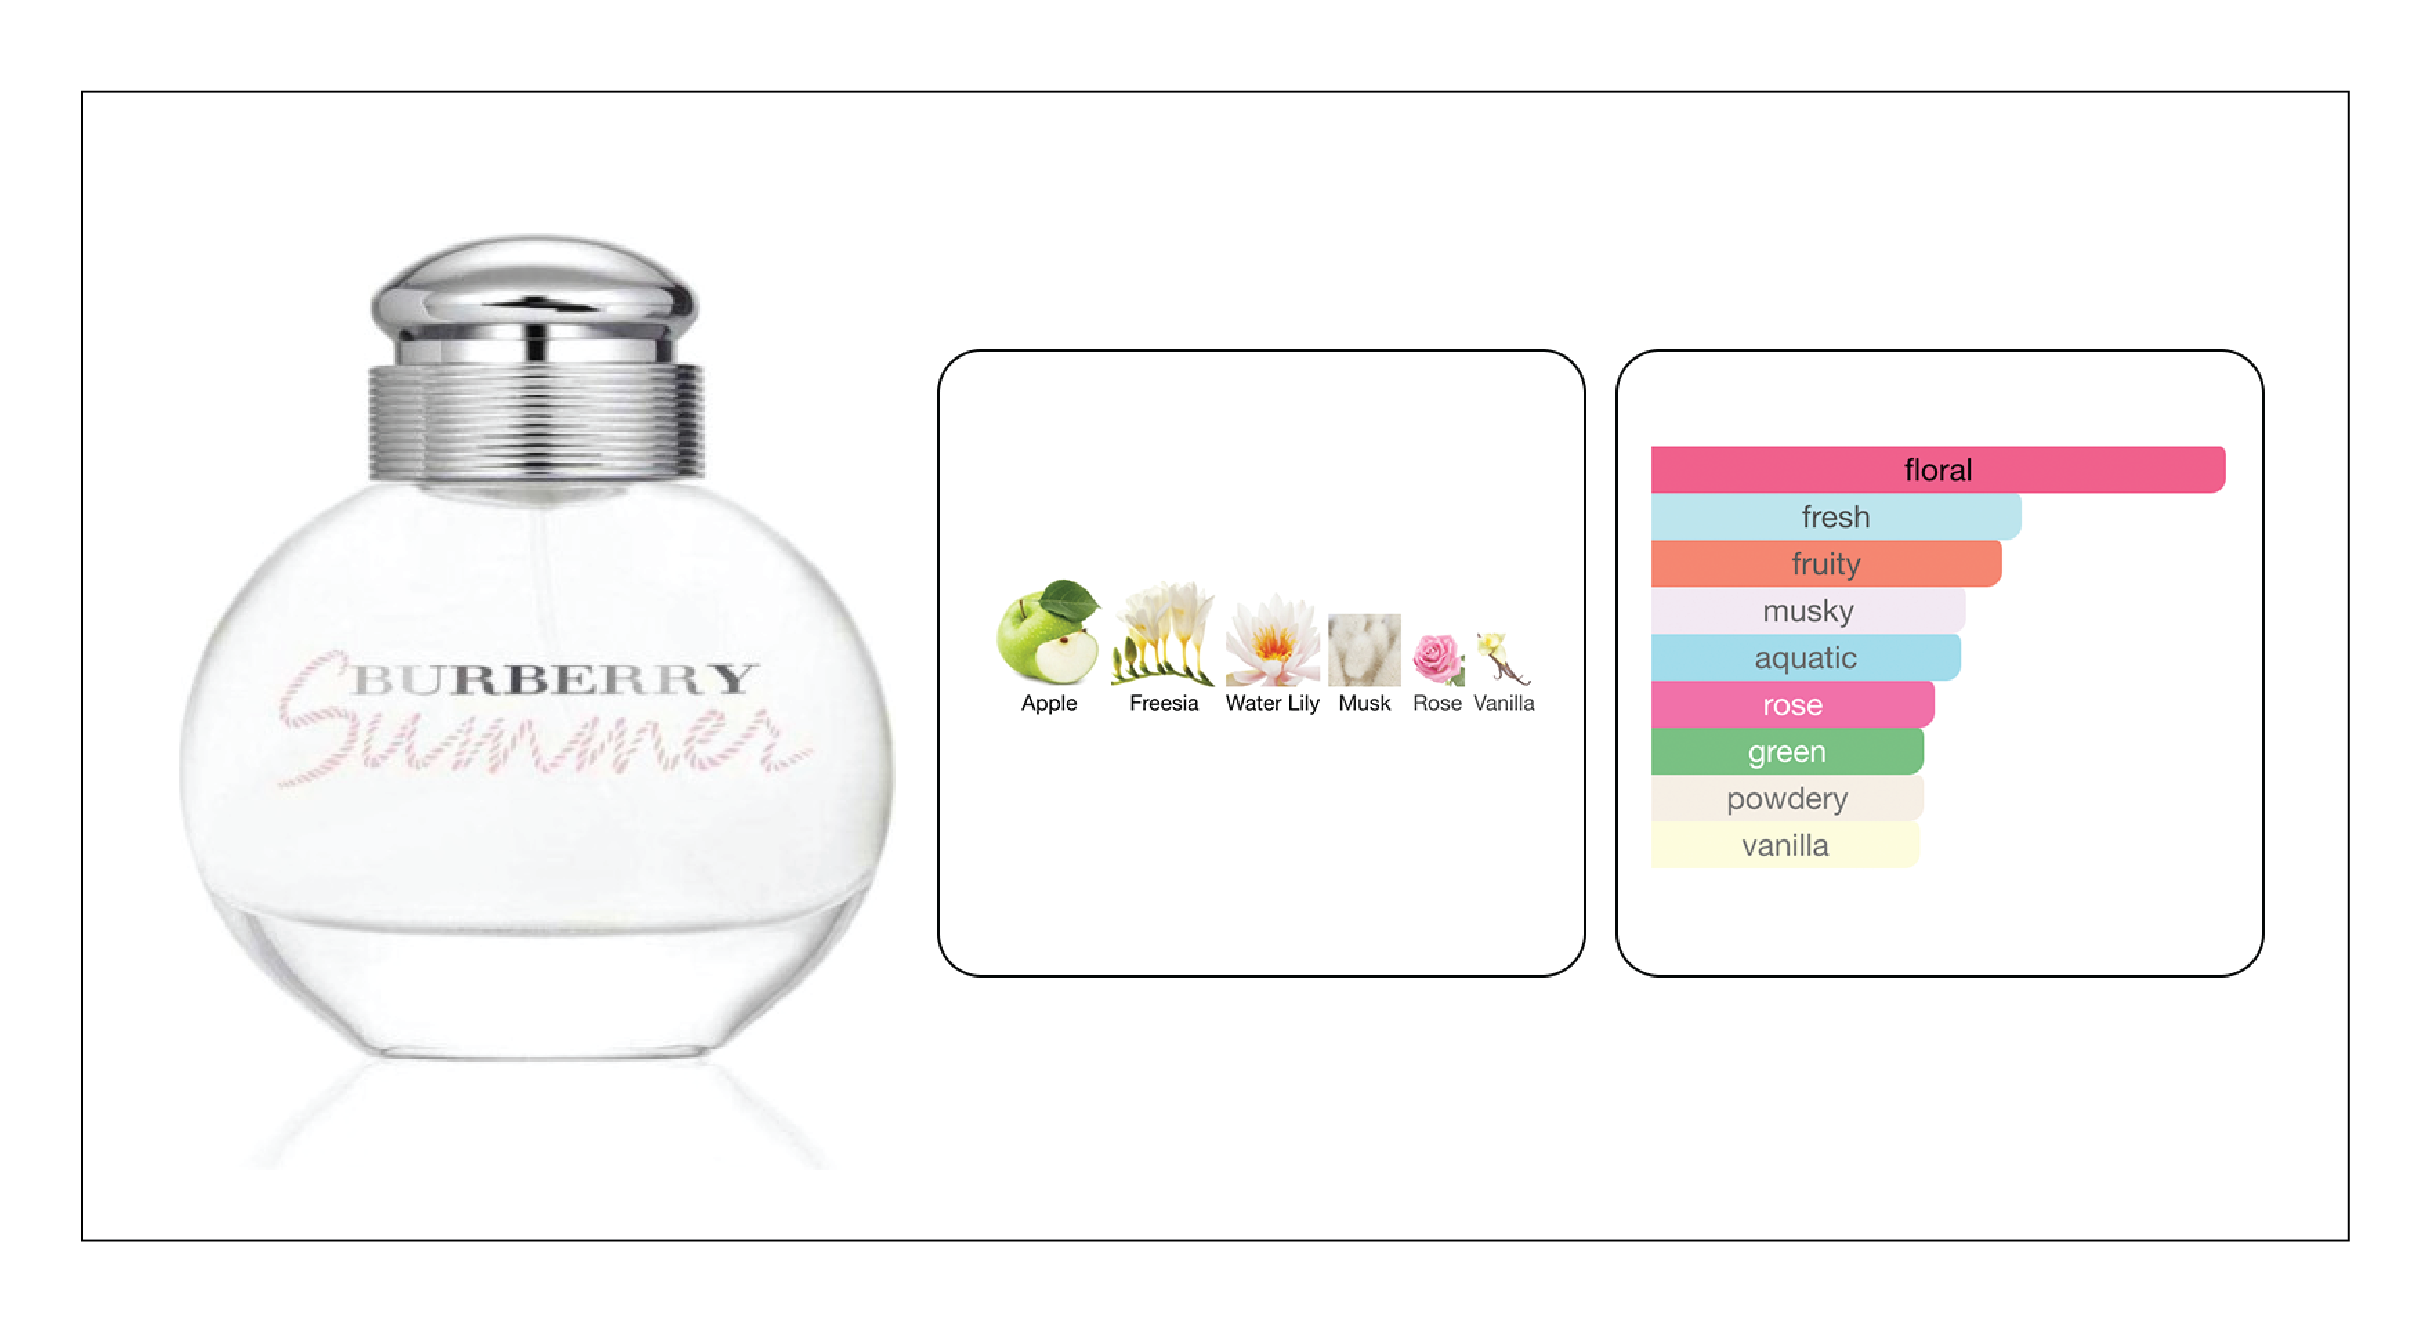 BURBERRY
Summer
Apple Freesia Water Lily Musk Rose Vanilla
floral
fresh
fruity
musky
aquatic
rose
green
powdery
vanilla